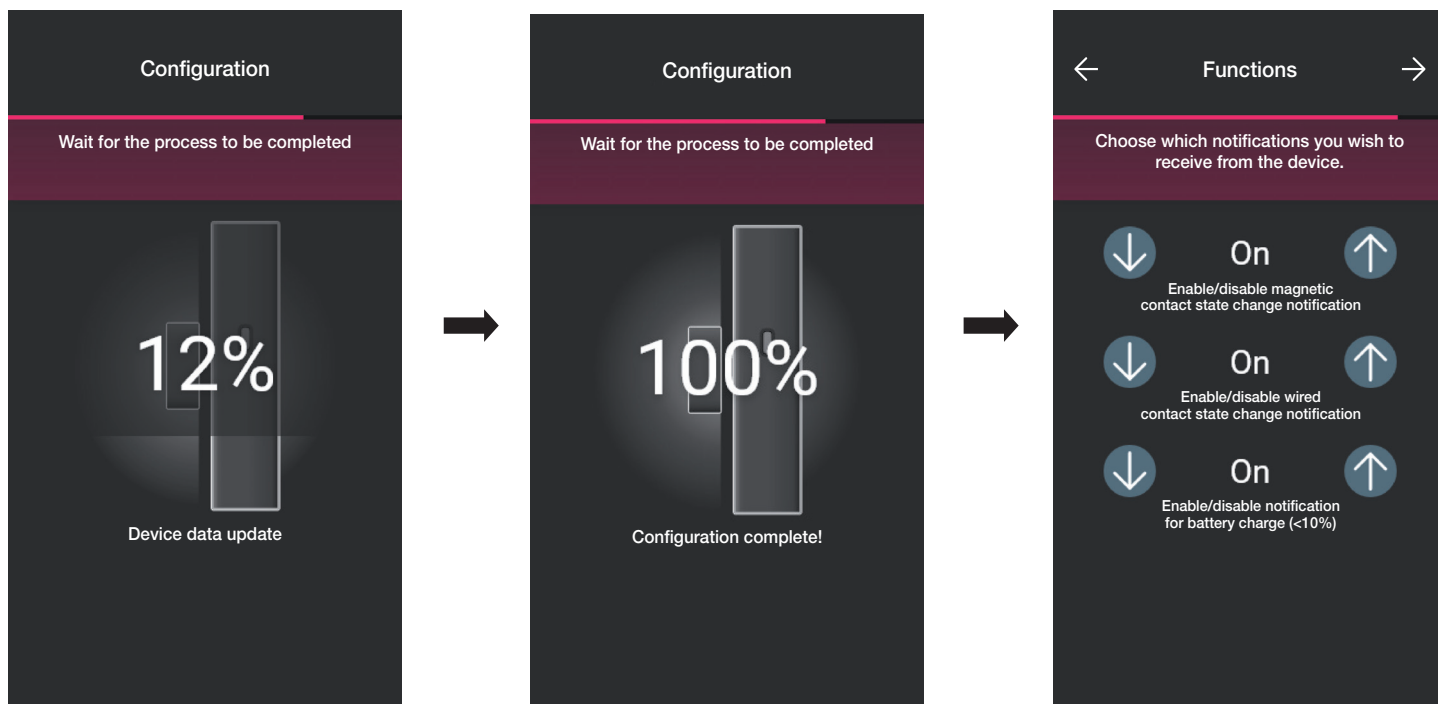 Configuration
Wait for the process to be completed
12%
Device data update
Configuration
Wait for the process to be completed
100%
Configuration complete!
Functions
Choose which notifications you wish to
receive from the device.
On
Enable/disable magnetic
contact state change notification
On
Enable/disable wired
contact state change notification
On
Enable/disable notification
for battery charge (<10%)